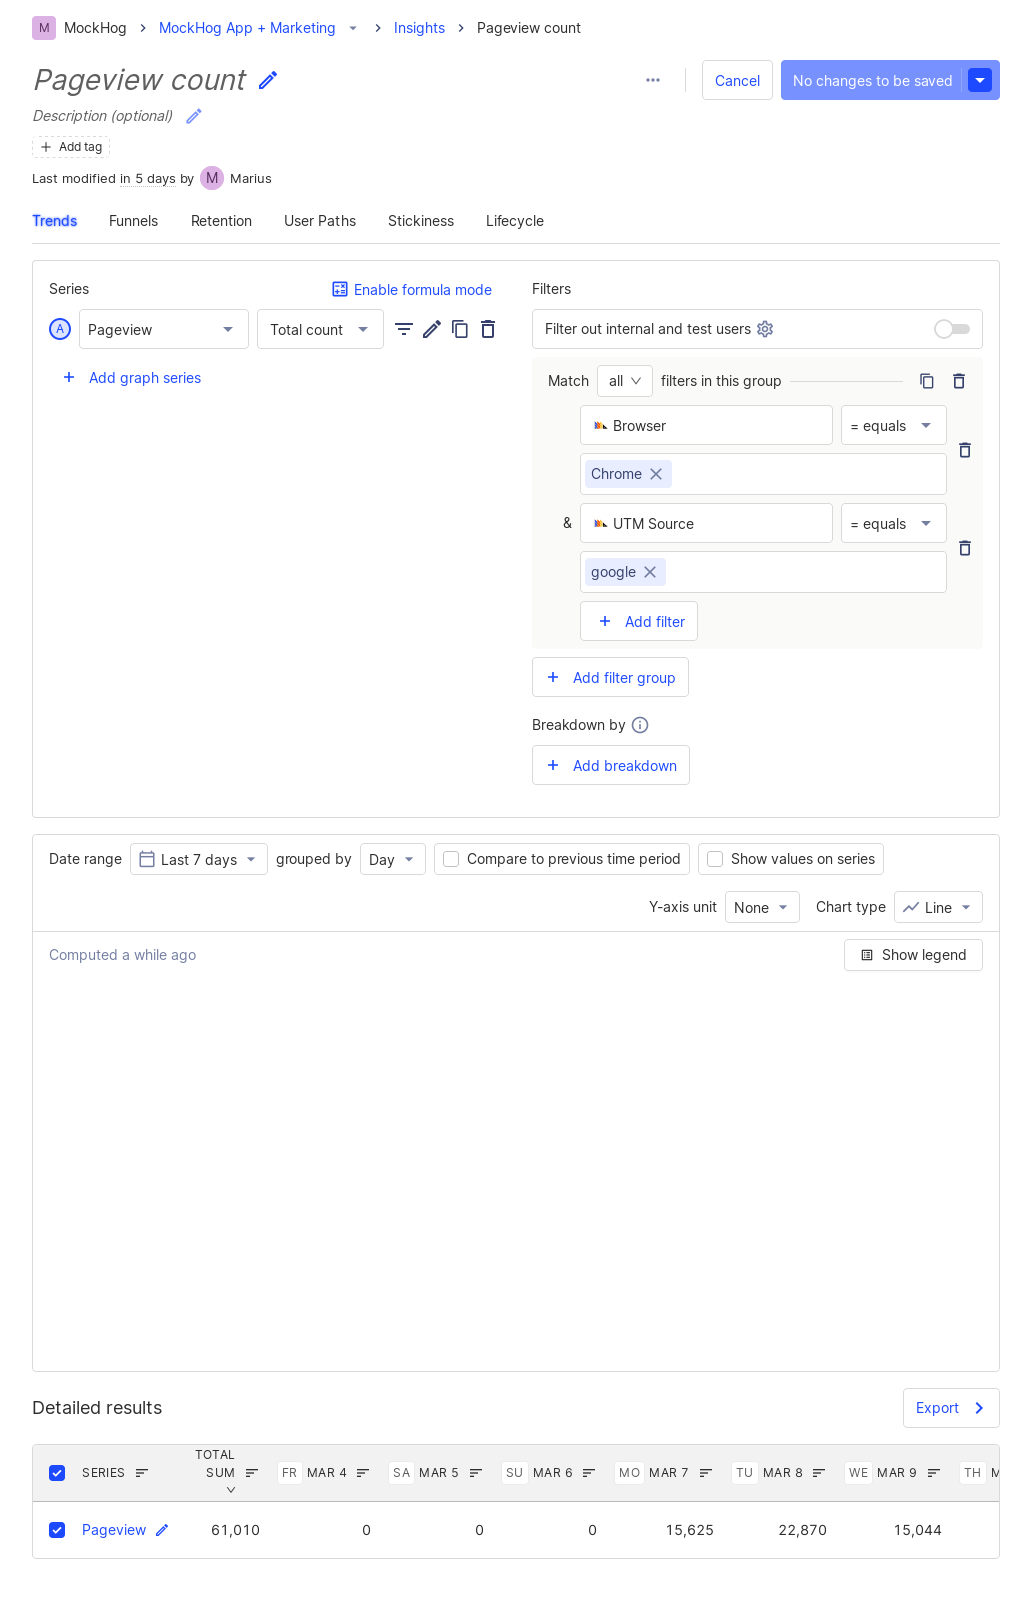 M MockHog > MockHog App + Marketing > Insights > Pageview count
Pageview count
Cancel
No changes to be saved
Description (optional)
+ Add tag
Last modified in 5 days by M Marius
Trends Funnels Retention User Paths Stickiness Lifecycle
Series
Enable formula mode
A Pageview
Total count
+ Add graph series
Filters
Filter out internal and test users
Match all filters in this group
Browser
= equals
Chrome
& UTM Source
= equals
google
+ Add filter
+ Add filter group
Breakdown by
+ Add breakdown
Date range Last 7 days grouped by Day Compare to previous time period Show values on series
Y-axis unit None Chart type Line
Computed a while ago
Show legend
Detailed results
Export
SERIES TOTAL SUM FR MAR 4 SA MAR 5 SU MAR 6 MO MAR 7 TU MAR 8 WE MAR 9 TH M
Pageview 61,010 0 0 0 15,625 22,870 15,044